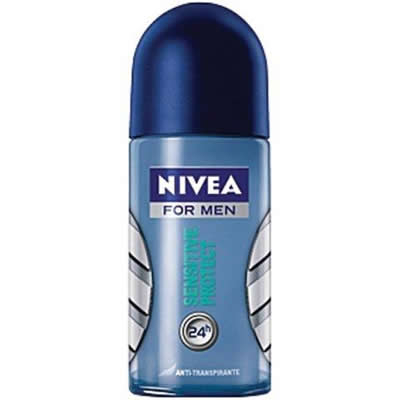 NIVEA
FOR MEN
SENSITIVE
PROTECT
24h
ANTI-TRANSPIRANTE